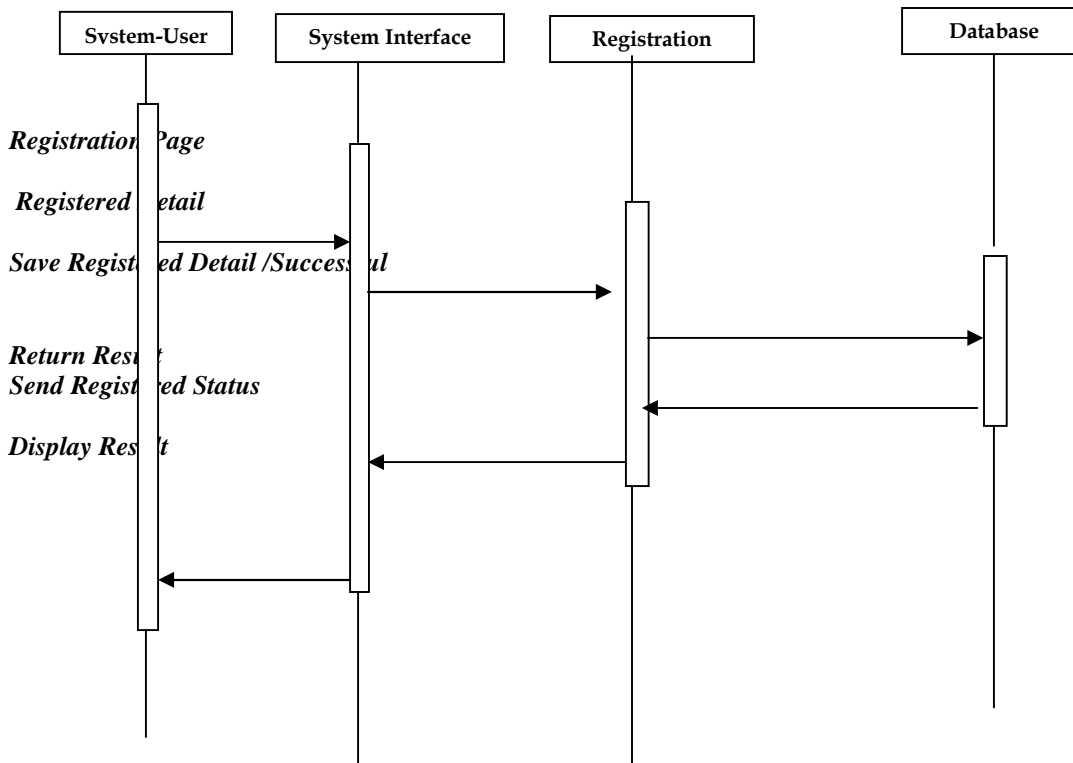 System-User
System Interface
Registration
Database
Registration Page
Registered Detail
Save Registered Detail /Successful
Return Result
Send Registered Status
Display Result